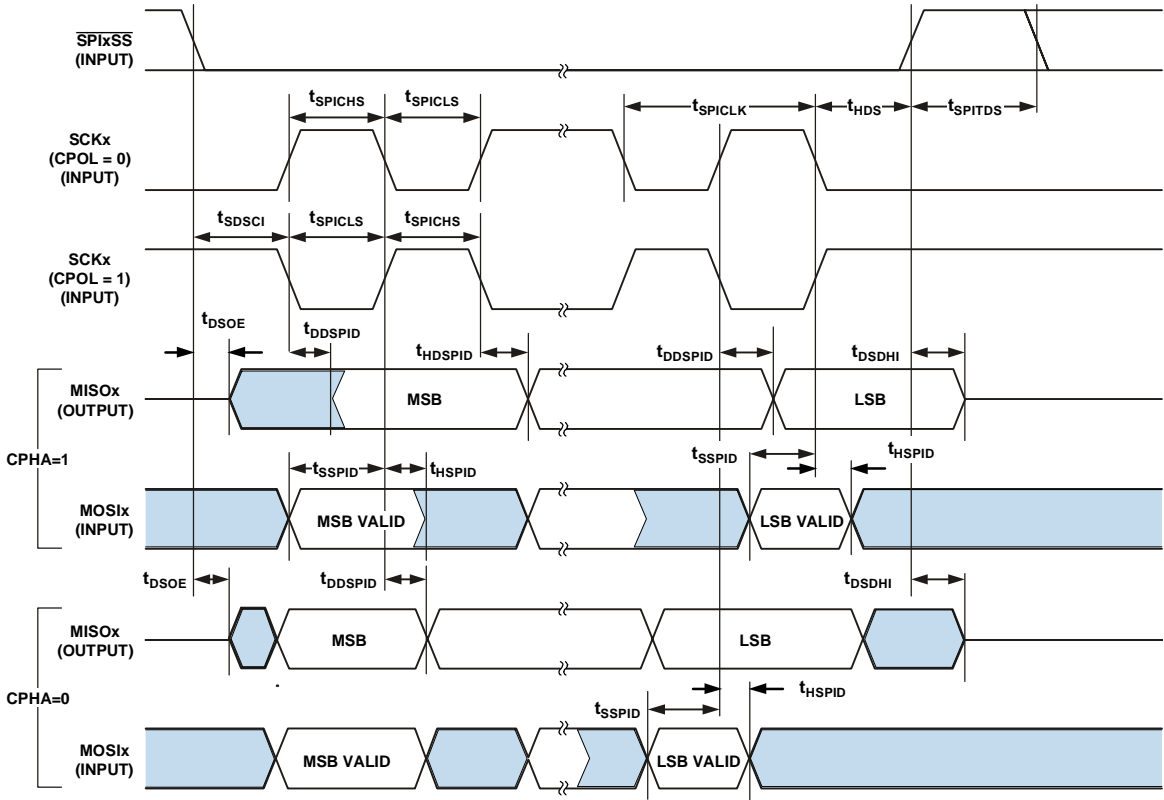 SPIxSS
(INPUT)
tSPICHS tSPICLS tSPICLK tHDS tSPITDS
SCKx
(CPOL = 0)
(INPUT)
tSDSCI tSPICLS tSPICHS
SCKx
(CPOL = 1)
(INPUT)
tDSOE tDDSPID tHDSPID tDDSPID tDSDHI
MISOx
(OUTPUT)
MSB LSB
CPHA=1
tSSPID tHSPID tSSPID tHSPID
MOSIx
(INPUT)
MSB VALID LSB VALID
tDSOE tDDSPID tDSDHI
MISOx
(OUTPUT)
MSB LSB
CPHA=0
tSSPID tHSPID
MOSIx
(INPUT)
MSB VALID LSB VALID